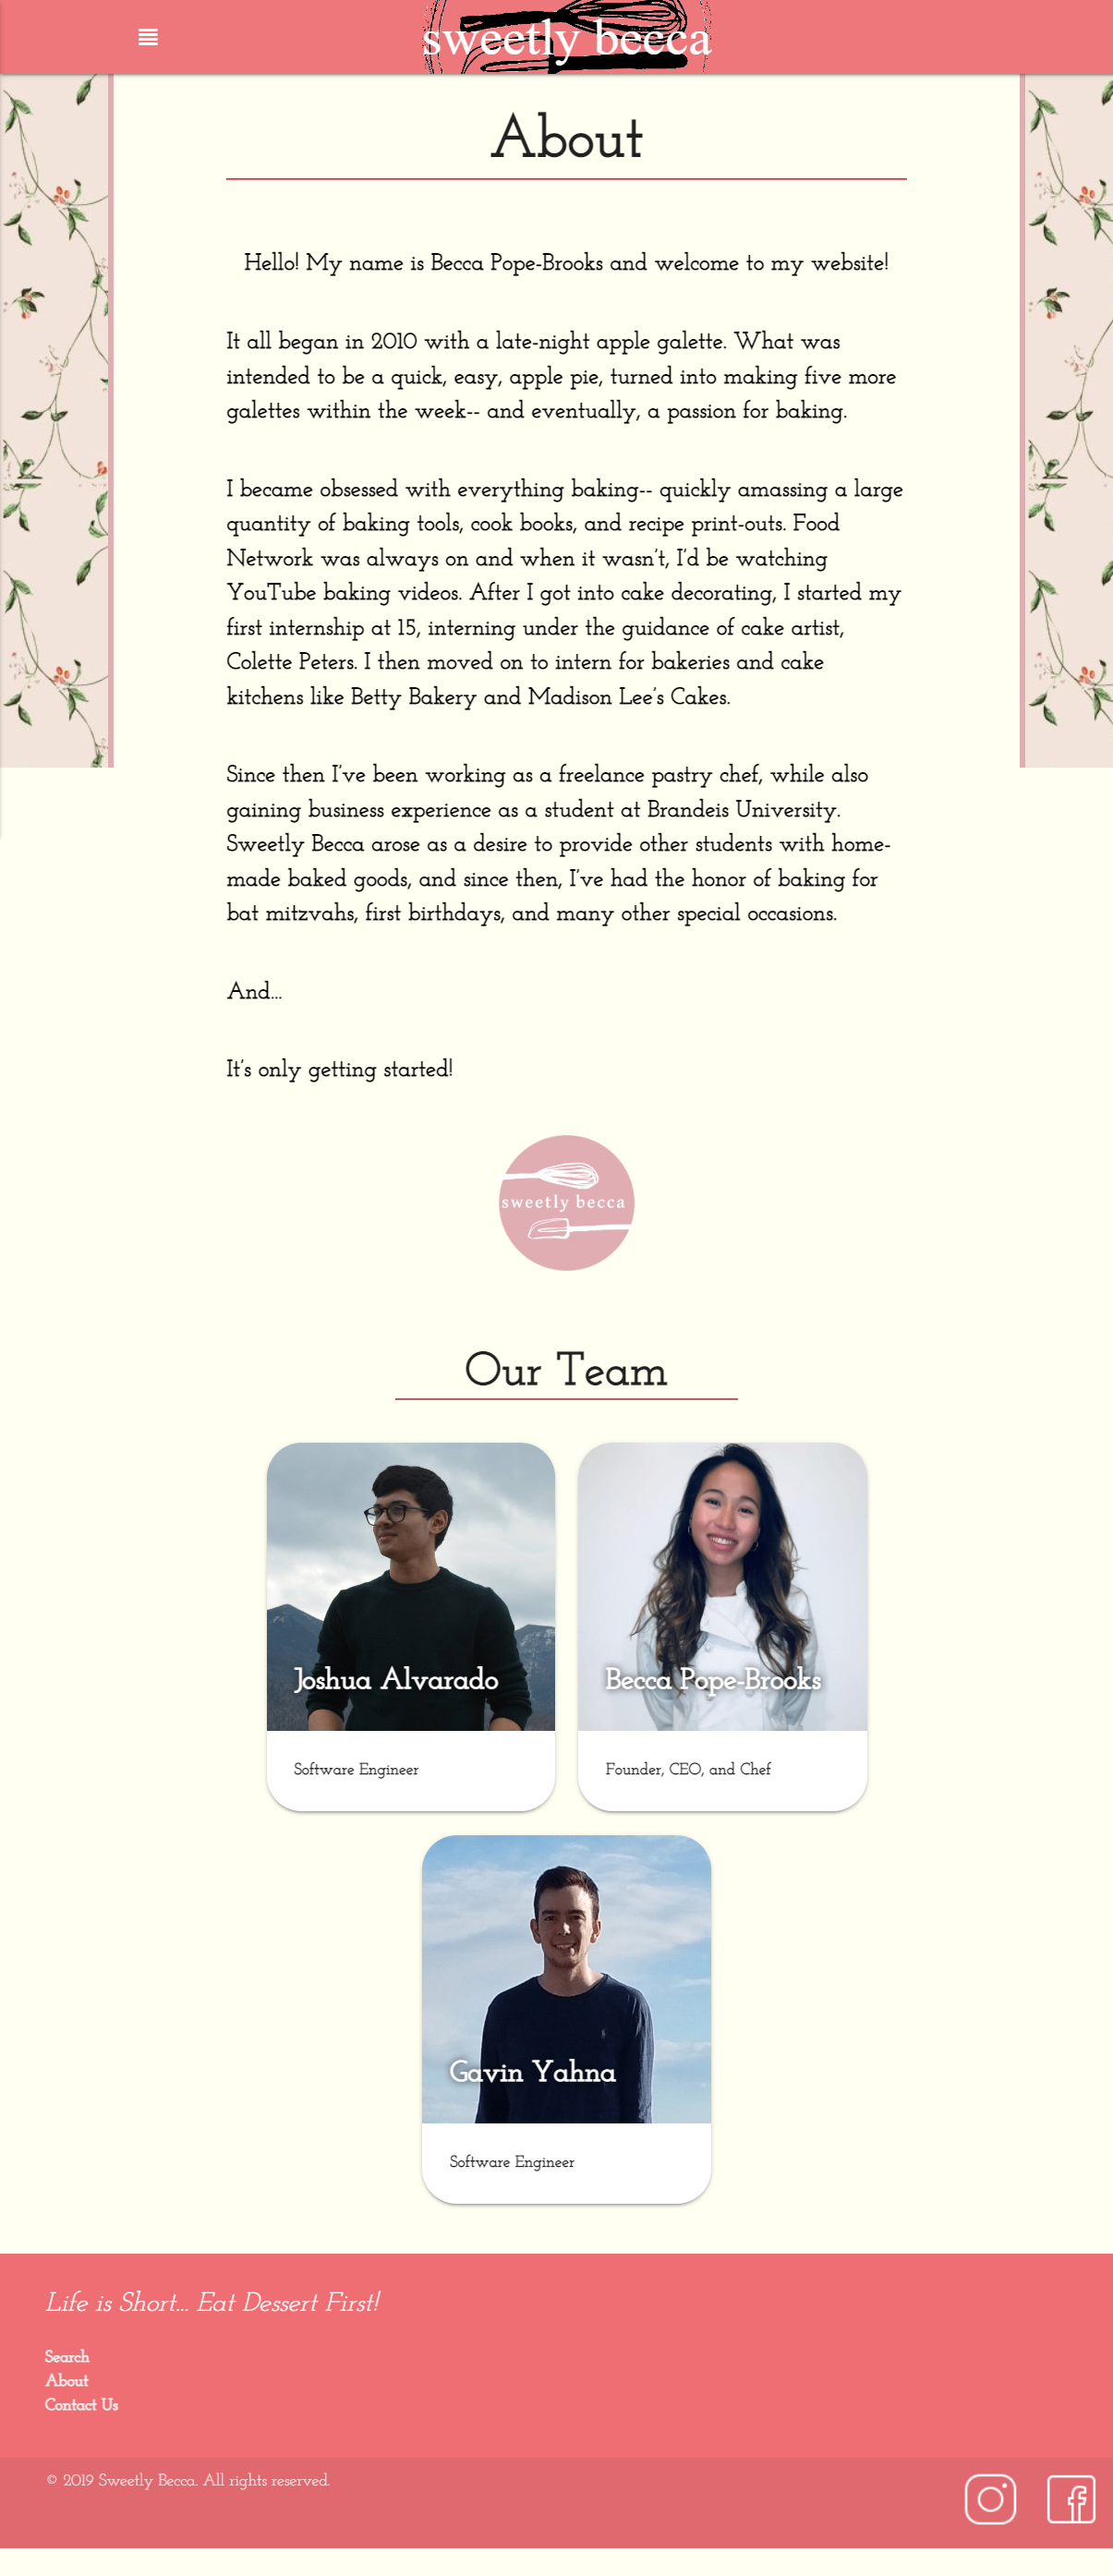 sweetly becca
About
Hello! My name is Becca Pope-Brooks and welcome to my website!
It all began in 2010 with a late-night apple galette. What was
intended to be a quick, easy, apple pie, turned into making five more
galettes within the week-- and eventually, a passion for baking.
I became obsessed with everything baking-- quickly amassing a large
quantity of baking tools, cook books, and recipe print-outs. Food
Network was always on and when it wasn't, I'd be watching
YouTube baking videos. After I got into cake decorating, I started my
first internship at 15, interning under the guidance of cake artist,
Colette Peters. I then moved on to intern for bakeries and cake
kitchens like Betty Bakery and Madison Lee's Cakes.
Since then I've been working as a freelance pastry chef, while also
gaining business experience as a student at Brandeis University.
Sweetly Becca arose as a desire to provide other students with home-
made baked goods, and since then, I've had the honor of baking for
bat mitzvahs, first birthdays, and many other special occasions.
And...
It's only getting started!
sweetly becca
Our Team
Joshua Alvarado
Software Engineer
Becca Pope-Brooks
Founder, CEO, and Chef
Gavin Yahna
Software Engineer
Life is Short... Eat Dessert First!
Search
About
Contact Us
© 2019 Sweetly Becca. All rights reserved.